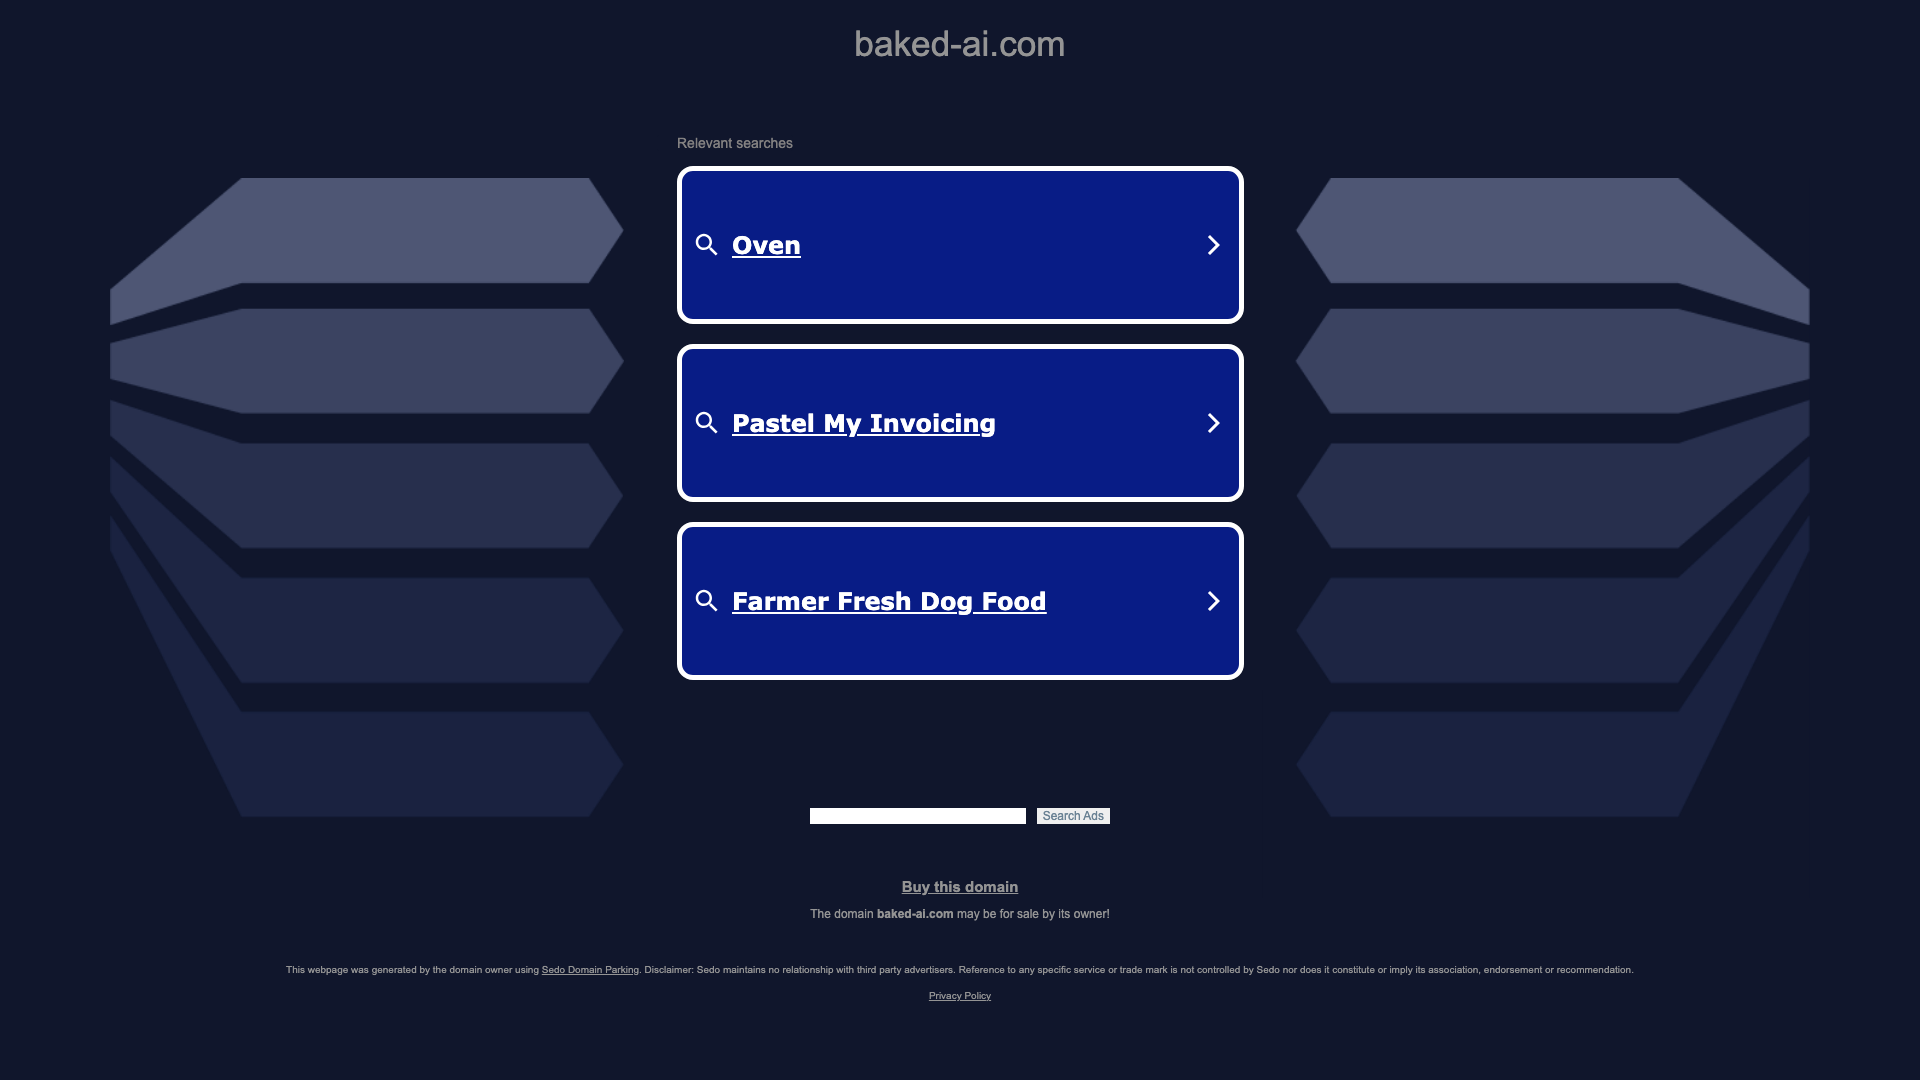 baked-ai.com
Relevant searches
Oven
Pastel My Invoicing
Farmer Fresh Dog Food
Search Ads
Buy this domain
The domain baked-ai.com may be for sale by its owner!
This webpage was generated by the domain owner using Sedo Domain Parking. Disclaimer: Sedo maintains no relationship with third party advertisers. Reference to any specific service or trade mark is not controlled by Sedo nor does it constitute or imply its association, endorsement or recommendation.
Privacy Policy